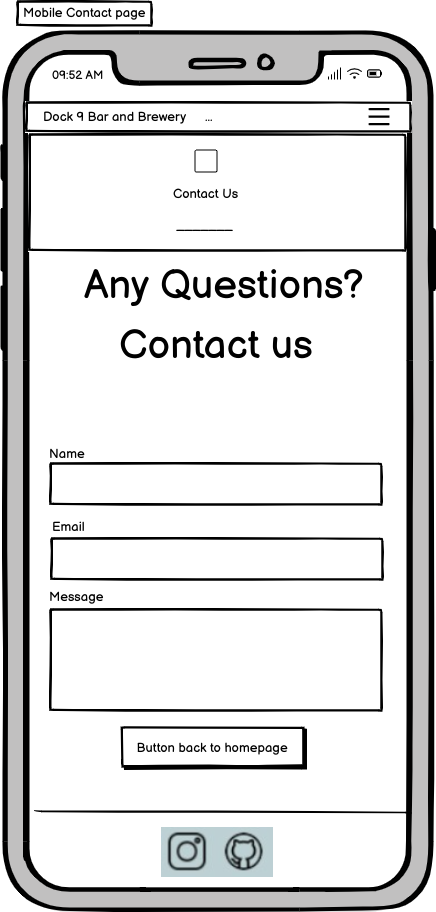 Mobile Contact page
09:52 AM
Dock 9 Bar and Brewery ...
Contact Us
Any Questions?
Contact us
Name
Email
Message
Button back to homepage